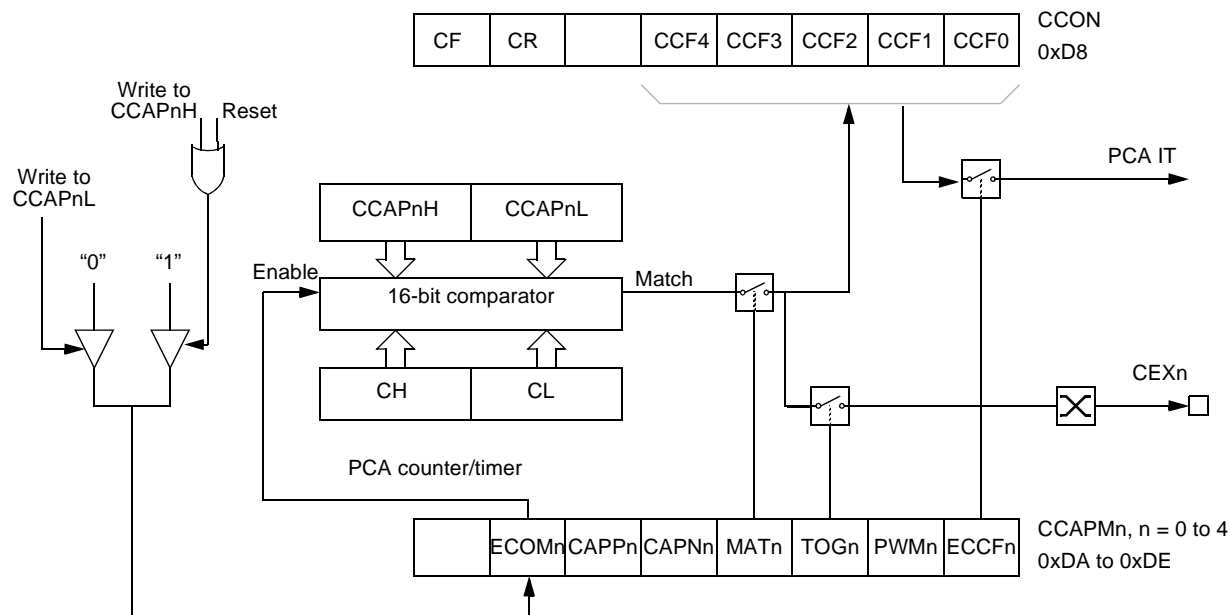 CF CR CCF4 CCF3 CCF2 CCF1 CCF0
CCON
0xD8
Write to
CCAPnH Reset
Write to
CCAPnL
PCA IT
CCAPnH CCAPnL
“0” “1”
Enable
16-bit comparator
Match
CH CL
CEXn
PCA counter/timer
ECOMn CAPPn CAPNn MATn TOGn PWMn ECCFn
CCAPMn, n = 0 to 4
0xDA to 0xDE